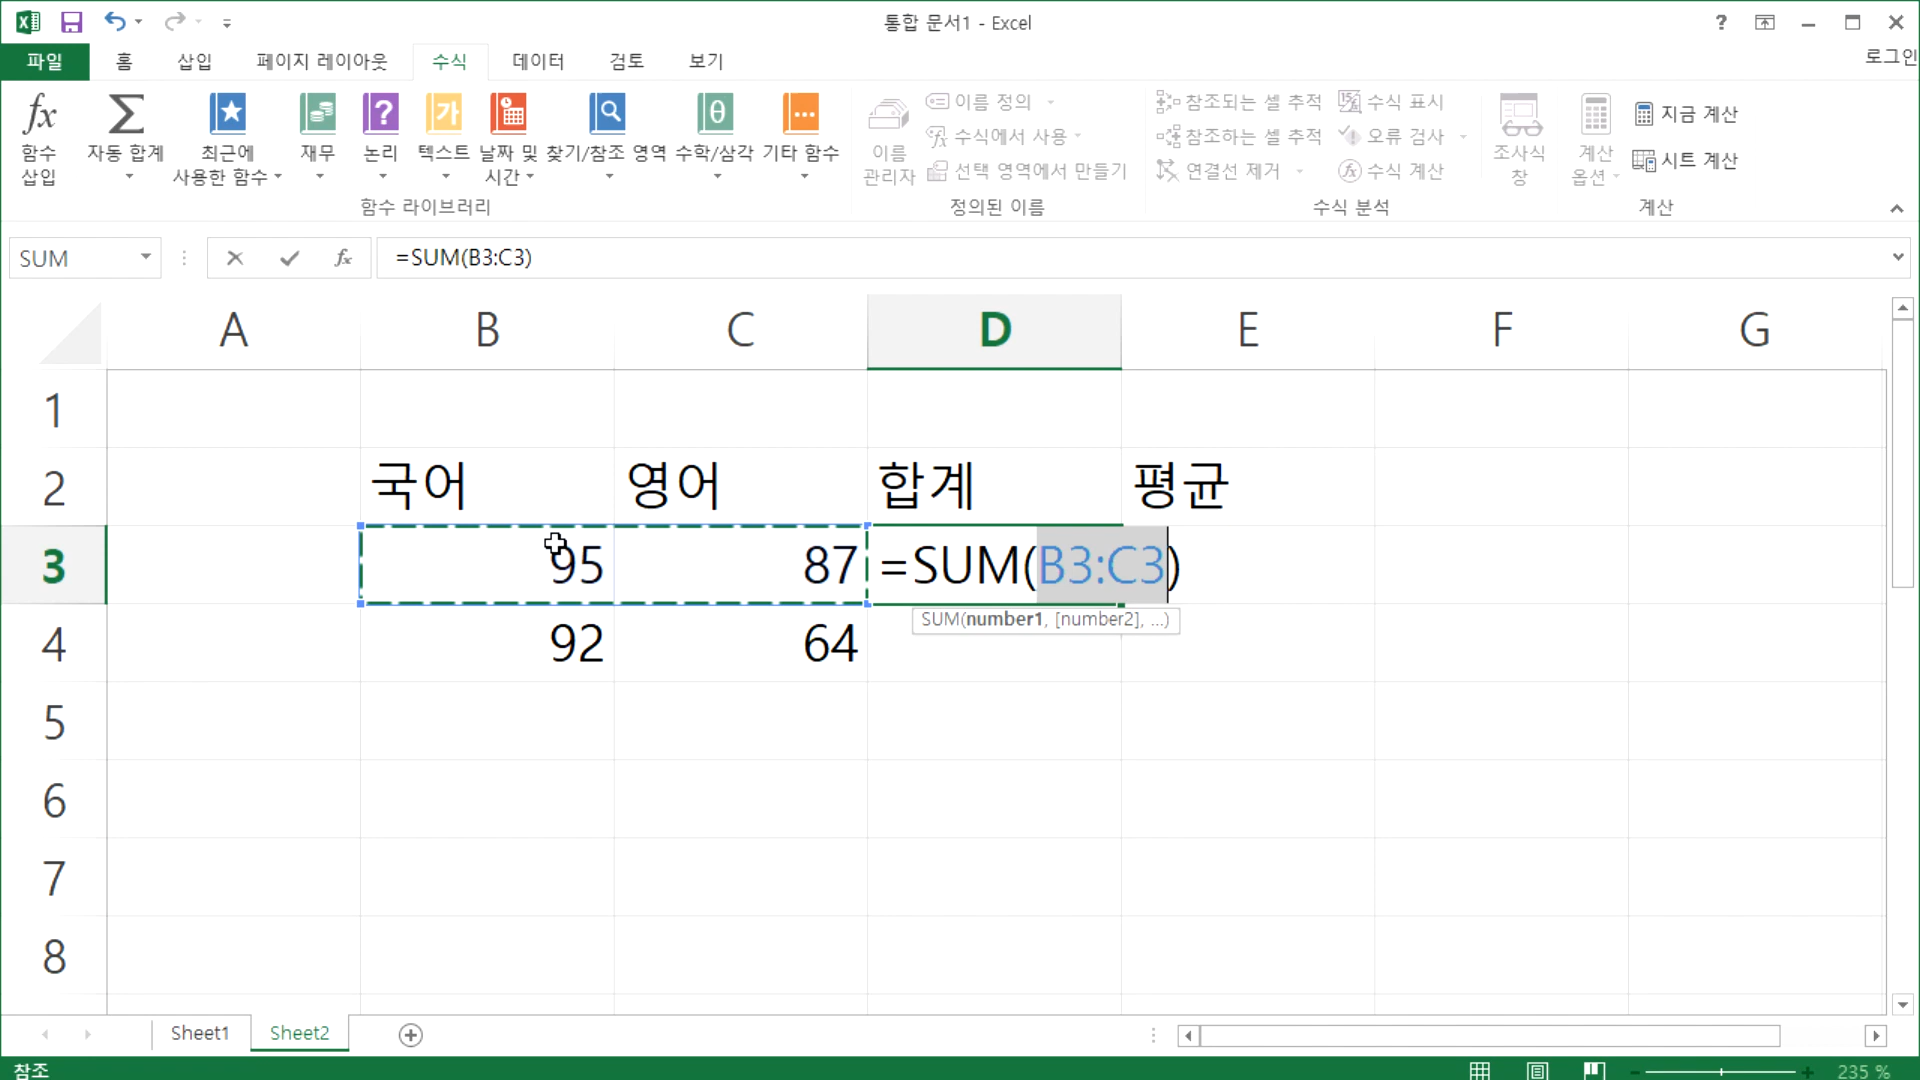 통합 문서1 - Excel
?
파일 홈 삽입 페이지 레이아웃 수식 데이터 검토 보기 로그인
fx 함수 삽입
Σ 자동 합계
최근에 사용한 함수
재무
? 논리
가 텍스트
날짜 및 시간
찾기/참조 영역
θ 수학/삼각
... 기타 함수
함수 라이브러리
이름 관리자
이름 정의
수식에서 사용
선택 영역에서 만들기
정의된 이름
참조되는 셀 추적
참조하는 셀 추적
연결선 제거
수식 표시
오류 검사
수식 계산
수식 분석
조사식 창
계산 옵션
지금 계산
시트 계산
계산
SUM fx =SUM(B3:C3)
A B C D E F G
1
2 국어 영어 합계 평균
3 95 87 =SUM(B3:C3)
SUM(number1, [number2], ...)
4 92 64
5
6
7
8
Sheet1 Sheet2
참조 235 %